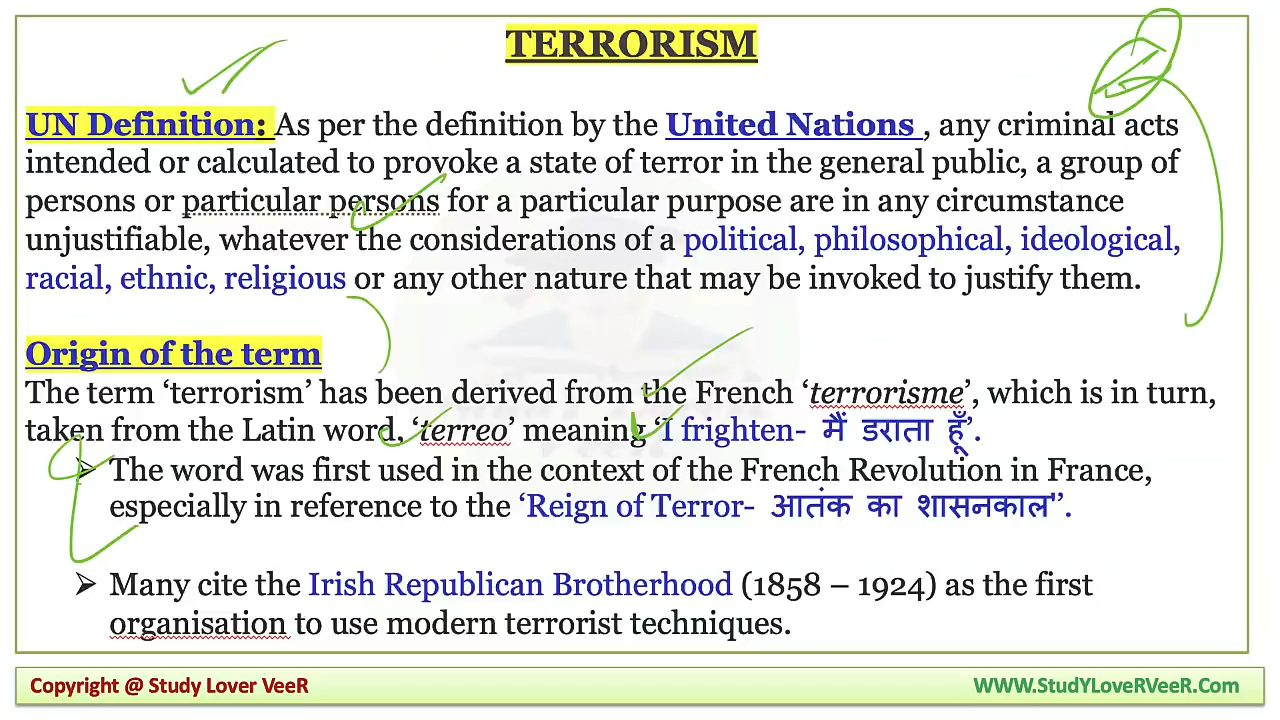 TERRORISM
UN Definition: As per the definition by the United Nations , any criminal acts
intended or calculated to provoke a state of terror in the general public, a group of
persons or particular persons for a particular purpose are in any circumstance
unjustifiable, whatever the considerations of a political, philosophical, ideological,
racial, ethnic, religious or any other nature that may be invoked to justify them.
Origin of the term
The term ‘terrorism’ has been derived from the French ‘terrorisme’, which is in turn,
taken from the Latin word, ‘terreo’ meaning ‘I frighten- मैं डराता हूँ’.
➢ The word was first used in the context of the French Revolution in France,
especially in reference to the ‘Reign of Terror- आतंक का शासनकाल"’.
➢ Many cite the Irish Republican Brotherhood (1858 – 1924) as the first
organisation to use modern terrorist techniques.
Copyright @ Study Lover VeeR
WWW.StudYLoveRVeeR.Com